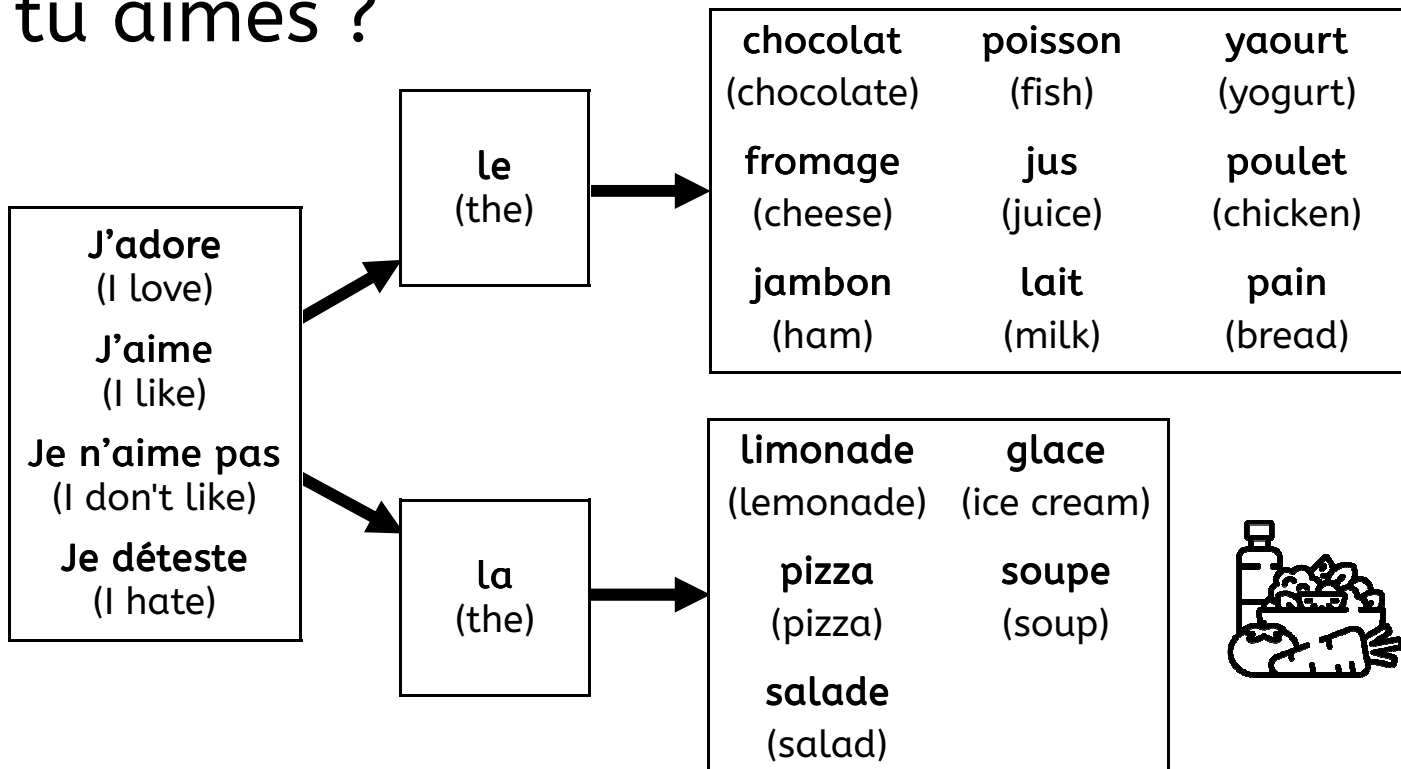 tu aimes ?
J’adore
(I love)
J’aime
(I like)
Je n’aime pas
(I don't like)
Je déteste
(I hate)
le
(the)
chocolat poisson yaourt
(chocolate) (fish) (yogurt)
fromage jus poulet
(cheese) (juice) (chicken)
jambon lait pain
(ham) (milk) (bread)
la
(the)
limonade glace
(lemonade) (ice cream)
pizza soupe
(pizza) (soup)
salade
(salad)